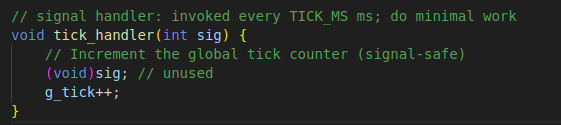 // signal handler: invoked every TICK_MS ms; do minimal work
void tick_handler(int sig) {
    // Increment the global tick counter (signal-safe)
    (void)sig; // unused
    g_tick++;
}